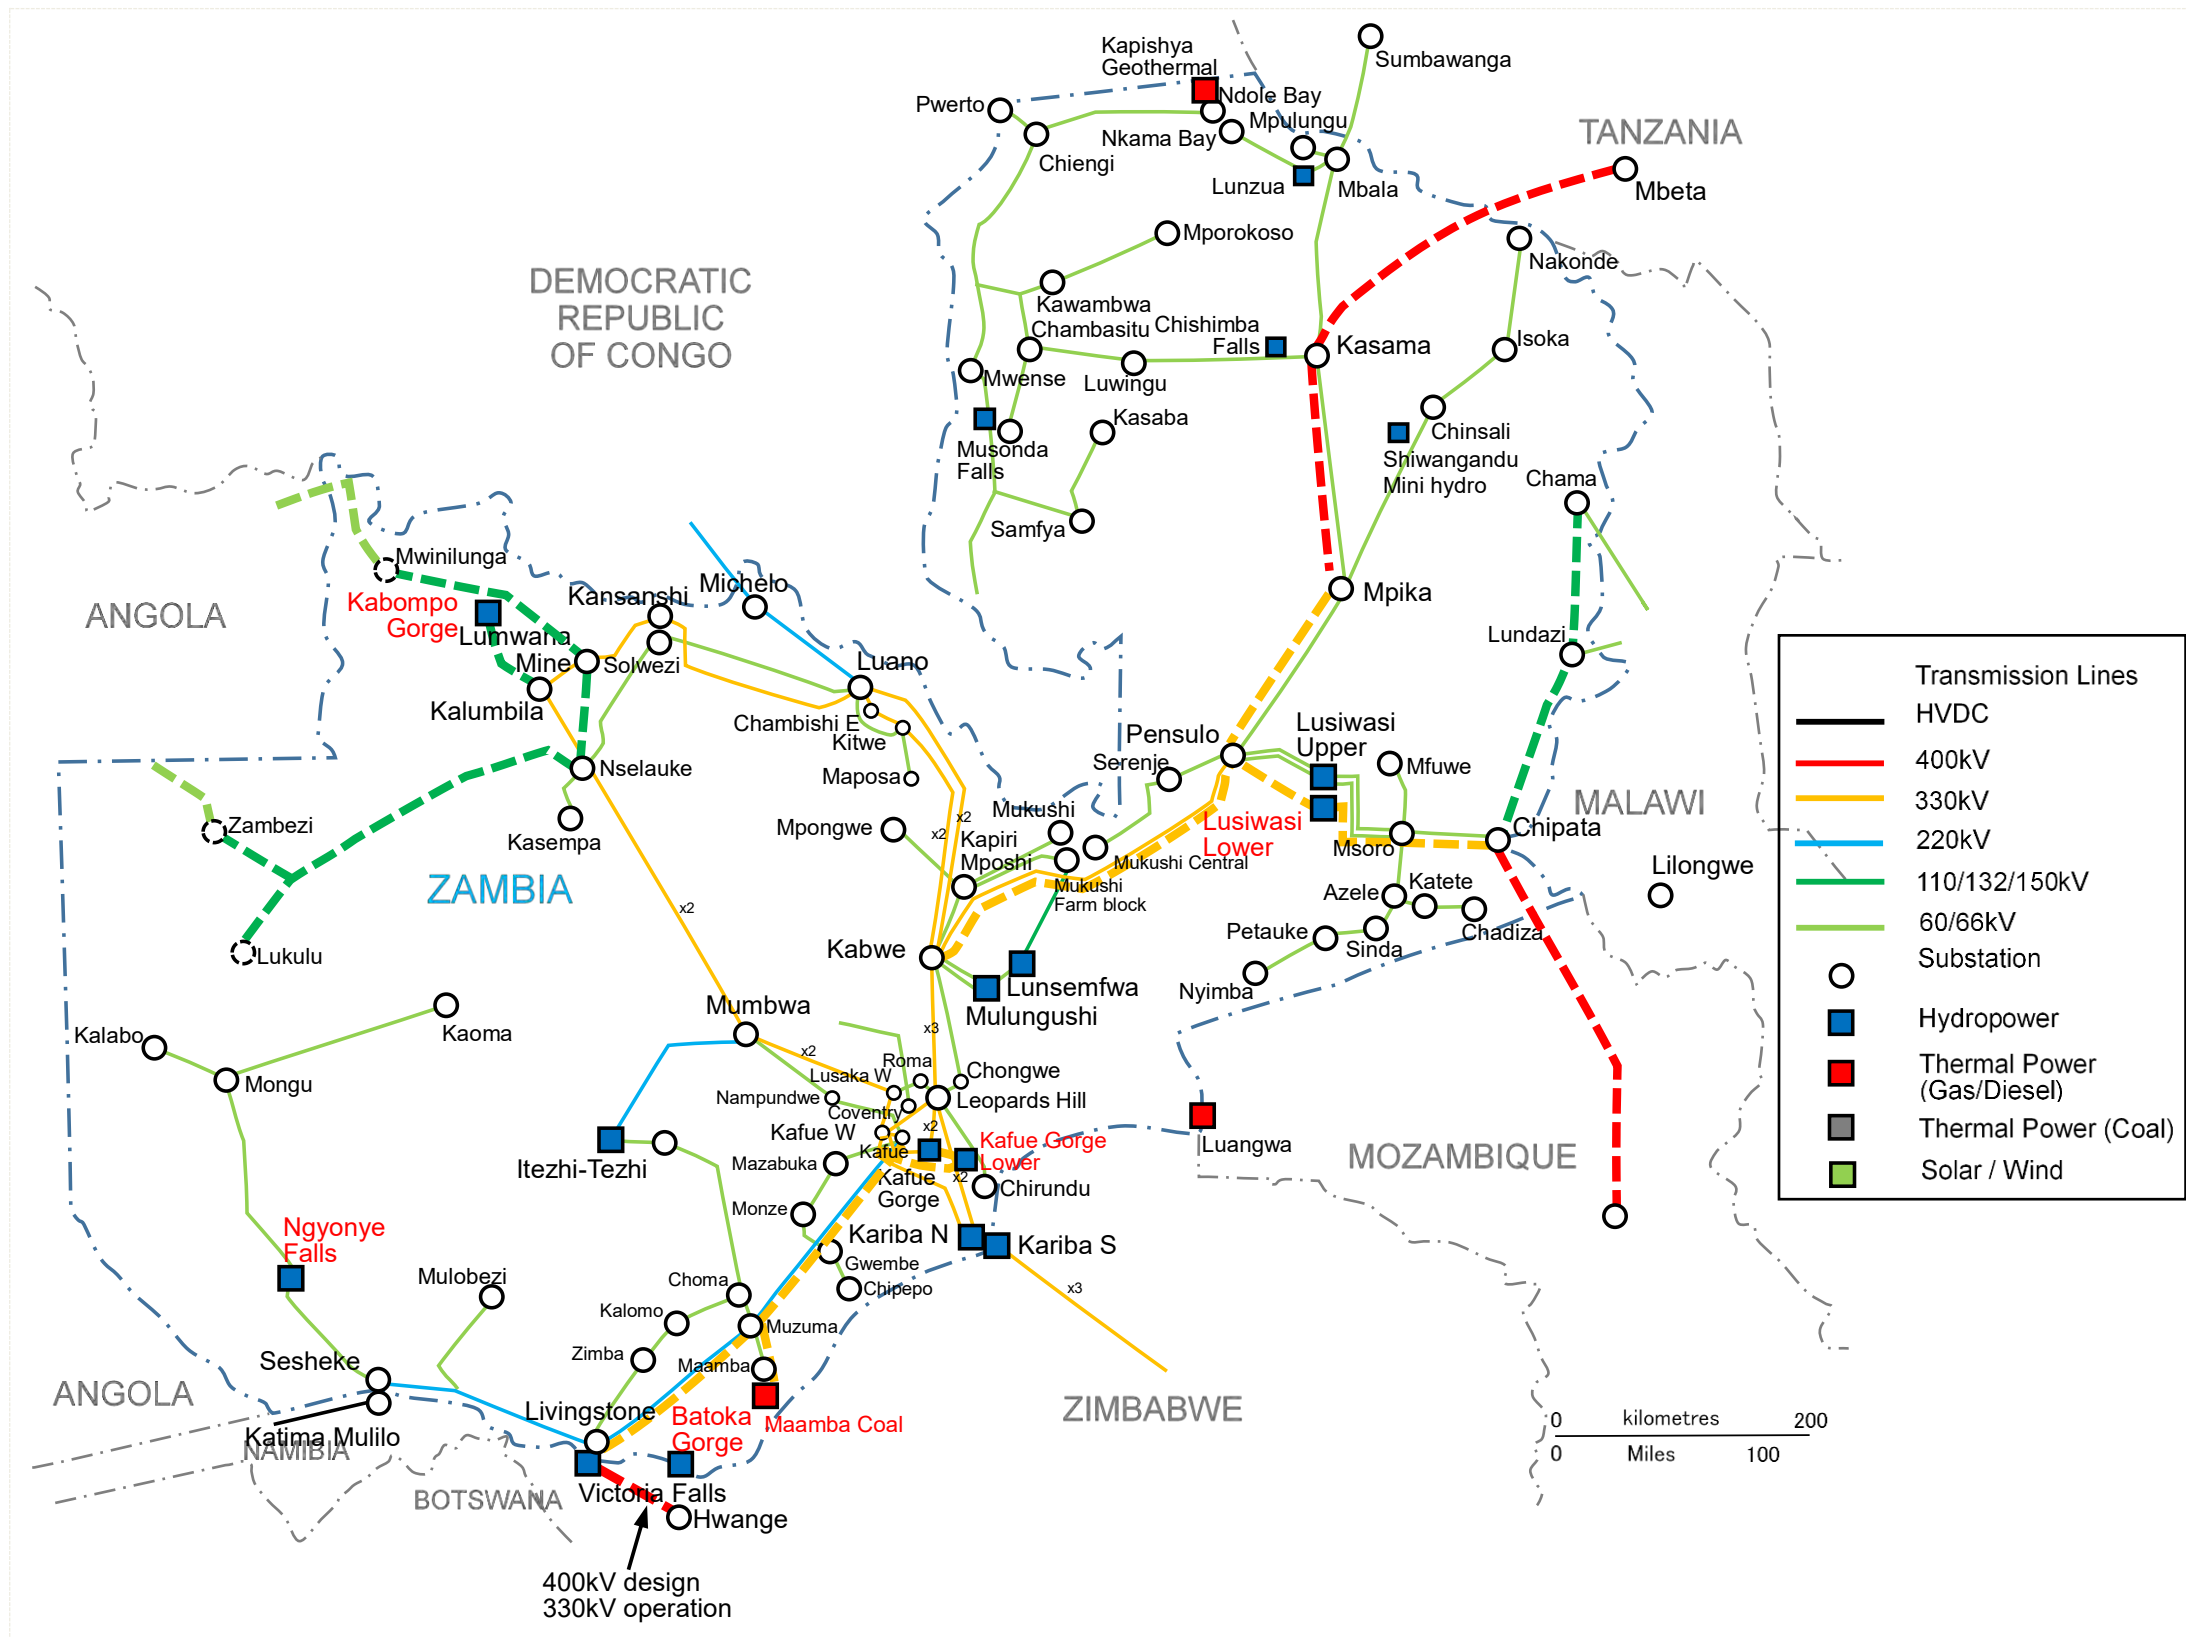 Kapishya
Geothermal
Sumbawanga
Pwerto
Ndole Bay
Mpulungu
Nkama Bay
Chiengi
Lunzua
Mbala
TANZANIA
Mbeta
Mporokoso
Nakonde
DEMOCRATIC
REPUBLIC
OF CONGO
Kawambwa
Chambasitu
Chishimba
Falls
Kasama
Isoka
Mwense
Luwingu
Kasaba
Musonda
Falls
Chinsali
Shiwangandu
Mini hydro
Samfya
Chama
Mwinilunga
ANGOLA
Kabompo
Gorge
Kansanshi
Michelo
Mpika
Lumwana
Mine
Solwezi
Lundazi
Luano
Kalumbila
Chambishi E
Kitwe
Maposa
Pensulo
Serenje
Lusiwasi
Upper
Mfuwe
Nselauke
Kasempa
Zambezi
ZAMBIA
Mpongwe
x2
x2
Mukushi
Kapiri
Mposhi
Mukushi Central
Mukushi
Farm block
Lusiwasi
Lower
Msoro
Chipata
MALAWI
Lilongwe
x2
Azele
Katete
Chadiza
Petauke
Sinda
Nyimba
Lukulu
Kabwe
Lunsemfwa
Mulungushi
Mumbwa
Kalabo
Kaoma
Mongu
x3
x2
Roma
Lusaka W
Chongwe
Nampundwe
Coventry
Leopards Hill
Kafue W
x2
Kafue
Kafue Gorge
Lower
Luangwa
MOZAMBIQUE
Itezhi-Tezhi
Mazabuka
Kafue
Gorge
x2
Chirundu
Monze
Kariba N
Kariba S
Gwembe
Chipepo
x3
Ngyonye
Falls
Mulobezi
Choma
Kalomo
Muzuma
Zimba
Maamba
Sesheke
ANGOLA
Katima Mulilo
NAMIBIA
Livingstone
Batoka
Gorge
Maamba Coal
ZIMBABWE
BOTSWANA
Victoria Falls
Hwange
400kV design
330kV operation
Transmission Lines
HVDC
400kV
330kV
220kV
110/132/150kV
60/66kV
Substation
Hydropower
Thermal Power
(Gas/Diesel)
Thermal Power (Coal)
Solar / Wind
0 kilometres 200
0 Miles 100